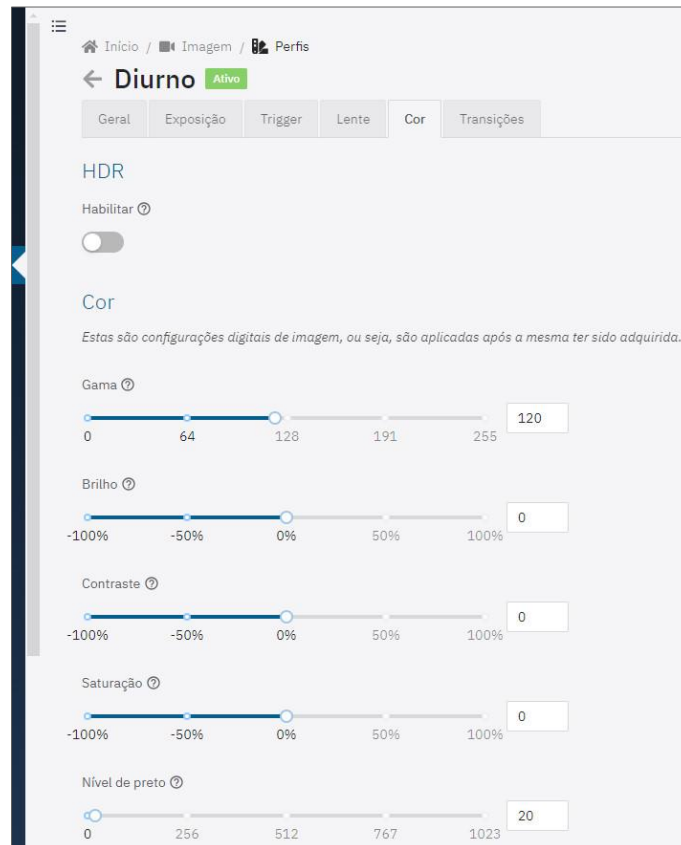 Início / Imagem / Perfis
Diurno Ativo
Geral Exposição Trigger Lente Cor Transições
HDR
Habilitar
Cor
Estas são configurações digitais de imagem, ou seja, são aplicadas após a mesma ter sido adquirida.
Gama
120
0 64 128 191 255
Brilho
0
-100% -50% 0% 50% 100%
Contraste
0
-100% -50% 0% 50% 100%
Saturação
0
-100% -50% 0% 50% 100%
Nível de preto
20
0 256 512 767 1023